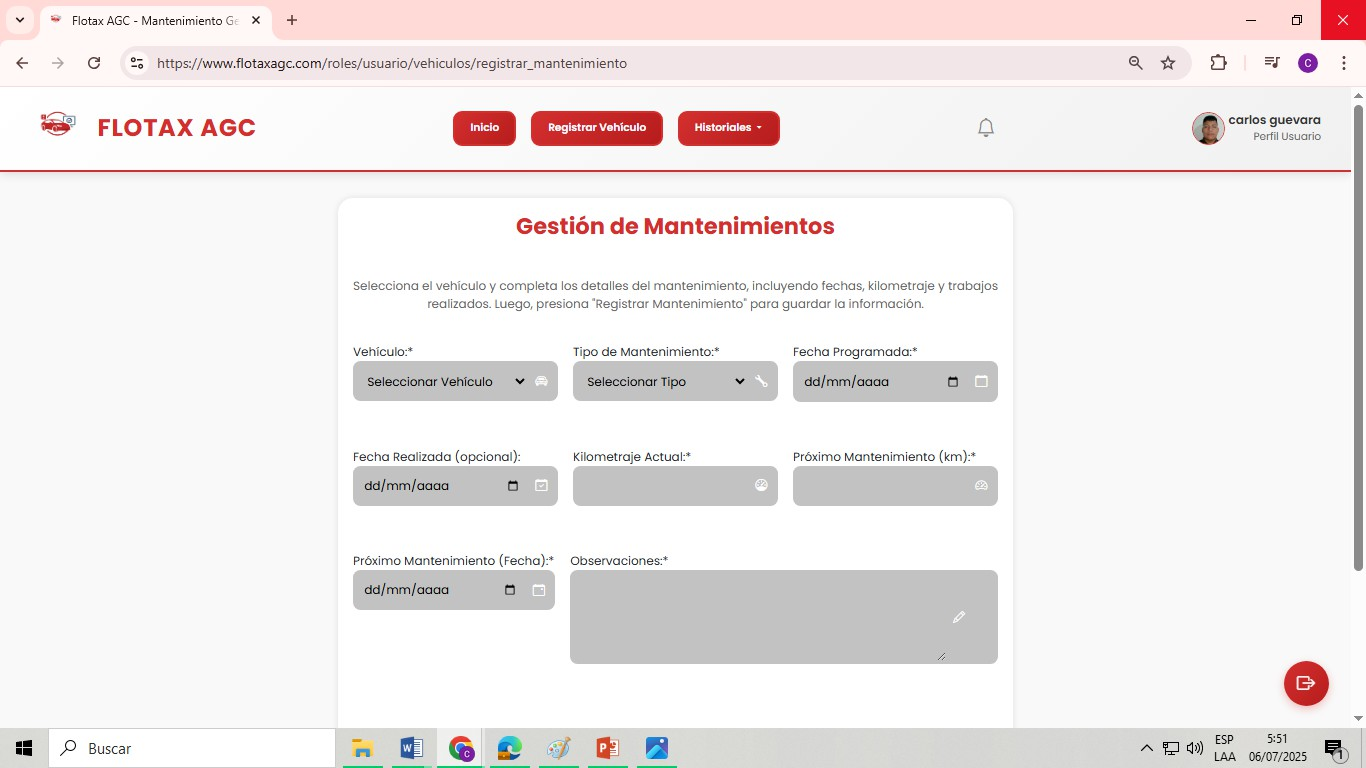 Flotax AGC - Mantenimiento Ge
https://www.flotaxagc.com/roles/usuario/vehiculos/registrar_mantenimiento
C
FLOTAX AGC
Inicio
Registrar Vehículo
Historiales
carlos guevara
Perfil Usuario
Gestión de Mantenimientos
Selecciona el vehículo y completa los detalles del mantenimiento, incluyendo fechas, kilometraje y trabajos
realizados. Luego, presiona "Registrar Mantenimiento" para guardar la información.
Vehículo:*
Tipo de Mantenimiento:*
Fecha Programada:*
Seleccionar Vehículo
Seleccionar Tipo
dd/mm/aaaa
Fecha Realizada (opcional):
Kilometraje Actual:*
Próximo Mantenimiento (km):*
dd/mm/aaaa
Próximo Mantenimiento (Fecha):*
Observaciones:*
dd/mm/aaaa
Buscar
C
ESP
LAA
5:51
06/07/2025
1